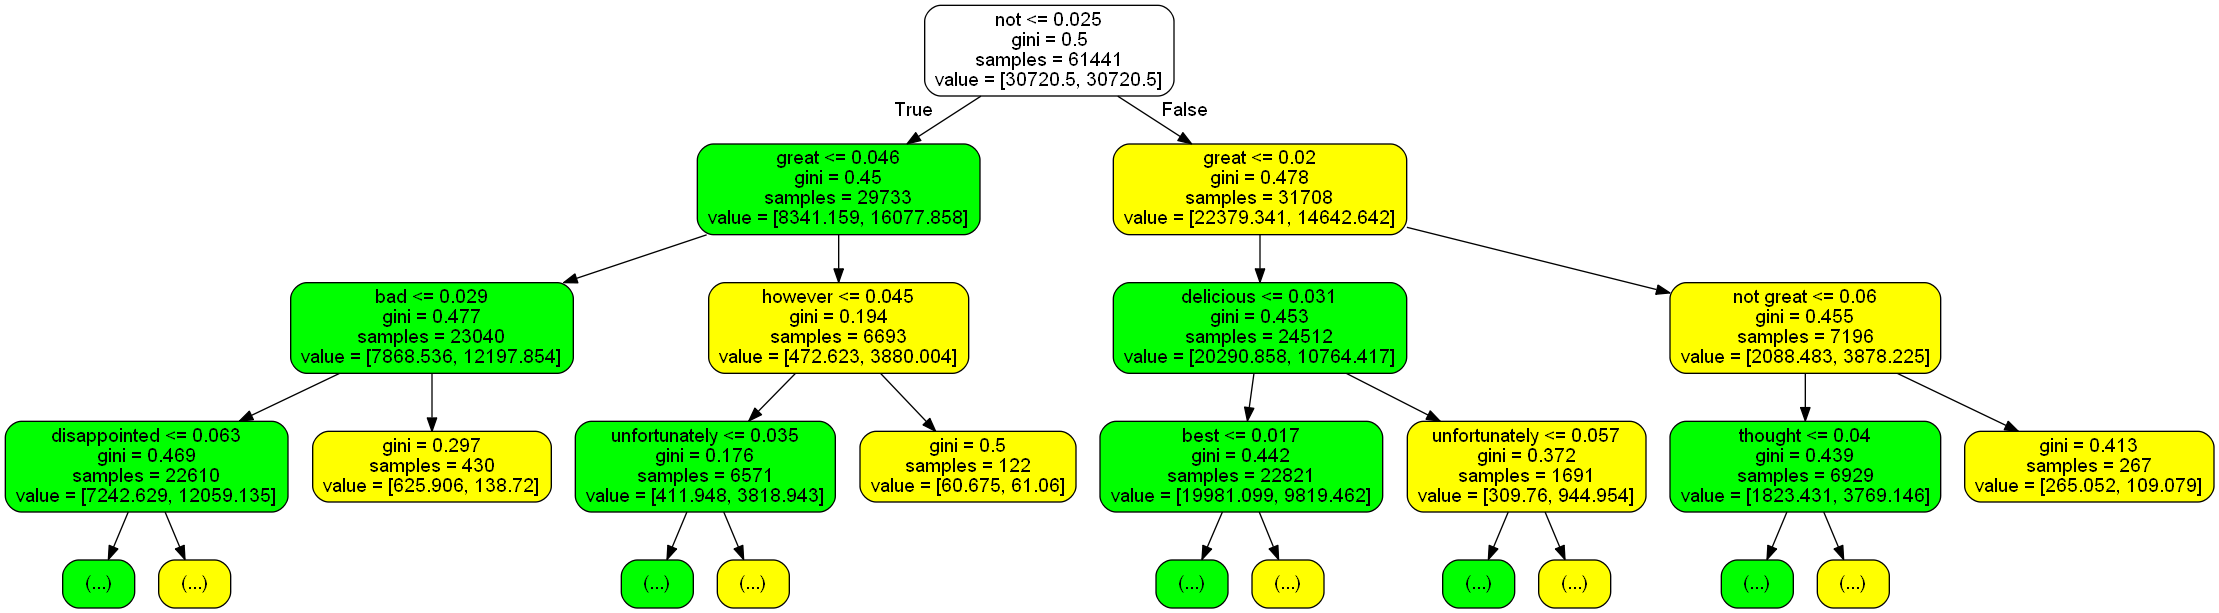 not <= 0.025
gini = 0.5
samples = 61441
value = [30720.5, 30720.5]
True
False
great <= 0.046
gini = 0.45
samples = 29733
value = [8341.159, 16077.858]
great <= 0.02
gini = 0.478
samples = 31708
value = [22379.341, 14642.642]
bad <= 0.029
gini = 0.477
samples = 23040
value = [7868.536, 12197.854]
however <= 0.045
gini = 0.194
samples = 6693
value = [472.623, 3880.004]
delicious <= 0.031
gini = 0.453
samples = 24512
value = [20290.858, 10764.417]
not great <= 0.06
gini = 0.455
samples = 7196
value = [2088.483, 3878.225]
disappointed <= 0.063
gini = 0.469
samples = 22610
value = [7242.629, 12059.135]
gini = 0.297
samples = 430
value = [625.906, 138.72]
unfortunately <= 0.035
gini = 0.176
samples = 6571
value = [411.948, 3818.943]
gini = 0.5
samples = 122
value = [60.675, 61.06]
best <= 0.017
gini = 0.442
samples = 22821
value = [19981.099, 9819.462]
unfortunately <= 0.057
gini = 0.372
samples = 1691
value = [309.76, 944.954]
thought <= 0.04
gini = 0.439
samples = 6929
value = [1823.431, 3769.146]
gini = 0.413
samples = 267
value = [265.052, 109.079]
(...)
(...)
(...)
(...)
(...)
(...)
(...)
(...)
(...)
(...)